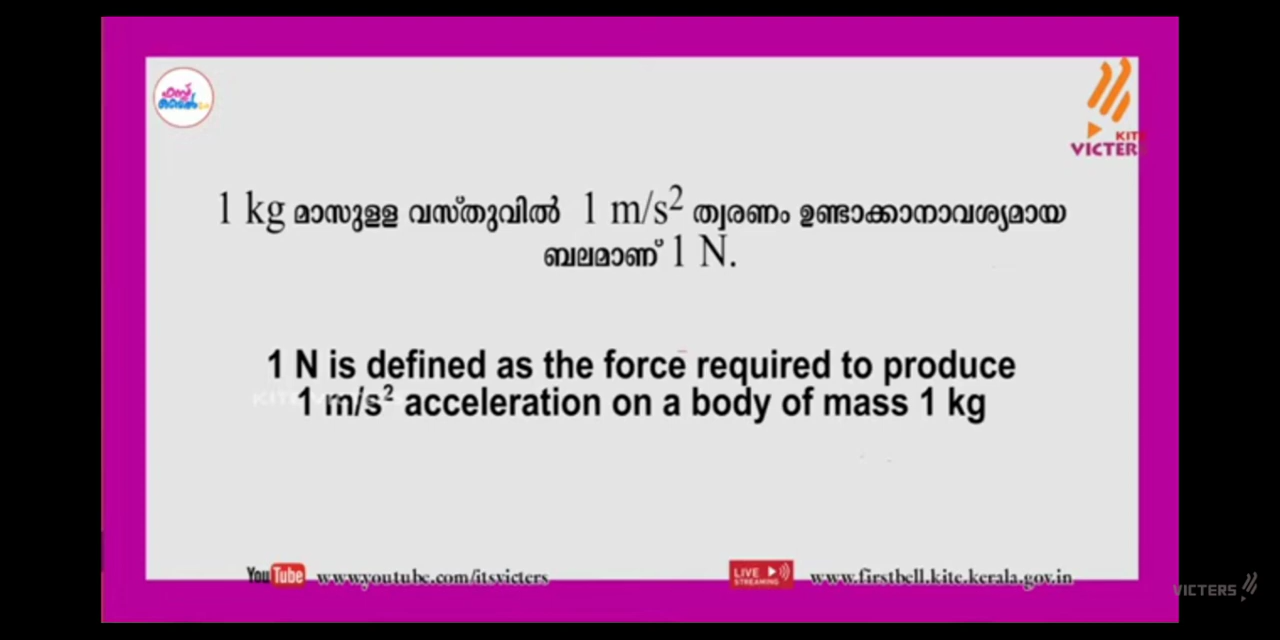 KITE
VICTERS
1 kg മാസുള്ള വസ്തുവിൽ 1 m/s² ത്വരണം ഉണ്ടാക്കാനാവശ്യമായ
ബലമാണ് 1 N.
1 N is defined as the force required to produce
1 m/s² acceleration on a body of mass 1 kg
YouTube www.youtube.com/itsvicters
LIVE STREAMING www.firstbell.kite.kerala.gov.in
VICTERS